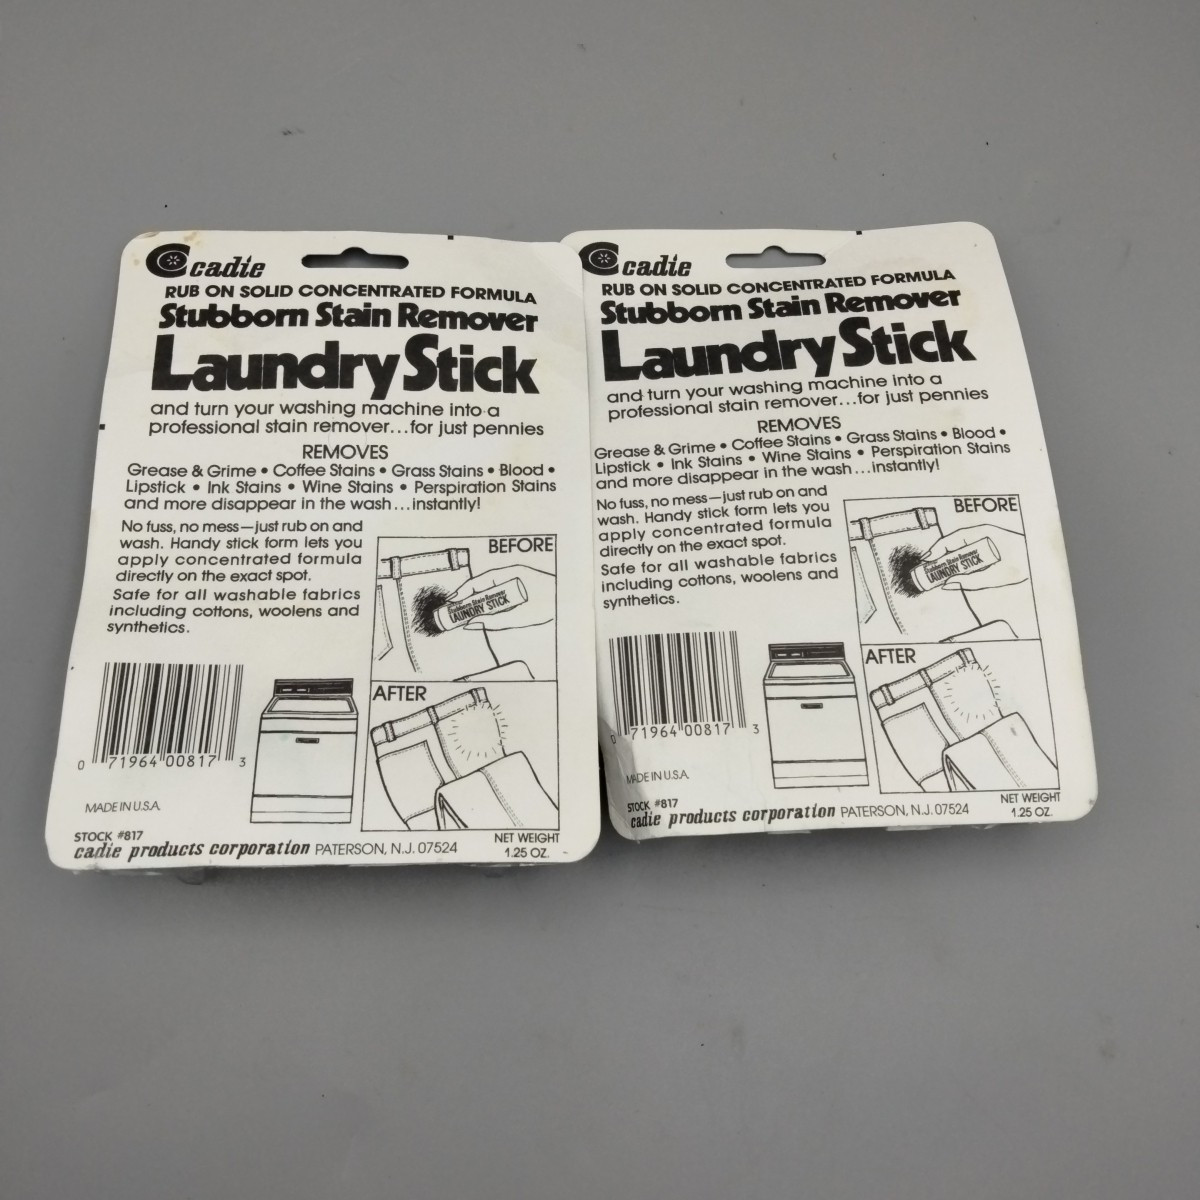 cadie
RUB ON SOLID CONCENTRATED FORMULA
Stubborn Stain Remover
Laundry Stick
and turn your washing machine into a
professional stain remover...for just pennies
REMOVES
Grease & Grime • Coffee Stains • Grass Stains • Blood •
Lipstick • Ink Stains • Wine Stains • Perspiration Stains
and more disappear in the wash...instantly!
No fuss, no mess—just rub on and
wash. Handy stick form lets you
apply concentrated formula
directly on the exact spot.
Safe for all washable fabrics
including cottons, woolens and
synthetics.
BEFORE
Stubborn Stain Remover
LAUNDRY STICK
AFTER
0 71964 00817 3
MADE IN U.S.A.
STOCK #817
cadie products corporation PATERSON, N.J. 07524
NET WEIGHT
1.25 OZ.
cadie
RUB ON SOLID CONCENTRATED FORMULA
Stubborn Stain Remover
Laundry Stick
and turn your washing machine into a
professional stain remover...for just pennies
REMOVES
Grease & Grime • Coffee Stains • Grass Stains • Blood •
Lipstick • Ink Stains • Wine Stains • Perspiration Stains
and more disappear in the wash...instantly!
No fuss, no mess—just rub on and
wash. Handy stick form lets you
apply concentrated formula
directly on the exact spot.
Safe for all washable fabrics
including cottons, woolens and
synthetics.
BEFORE
Stubborn Stain Remover
LAUNDRY STICK
AFTER
0 71964 00817 3
MADE IN U.S.A.
STOCK #817
cadie products corporation PATERSON, N.J. 07524
NET WEIGHT
1.25 OZ.